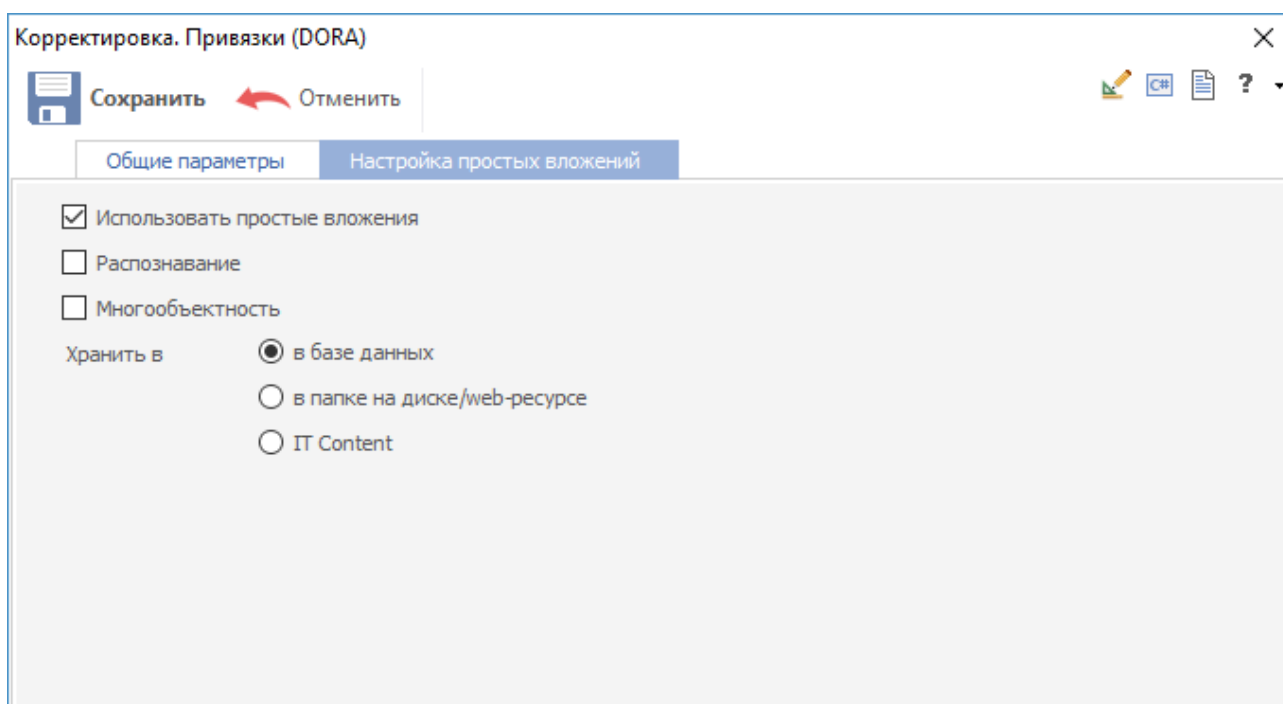 Корректировка. Привязки (DORA)
Сохранить Отменить C# ?
Общие параметры Настройка простых вложений
Использовать простые вложения
Распознавание
Многообъектность
Хранить в в базе данных
в папке на диске/web-ресурсе
IT Content